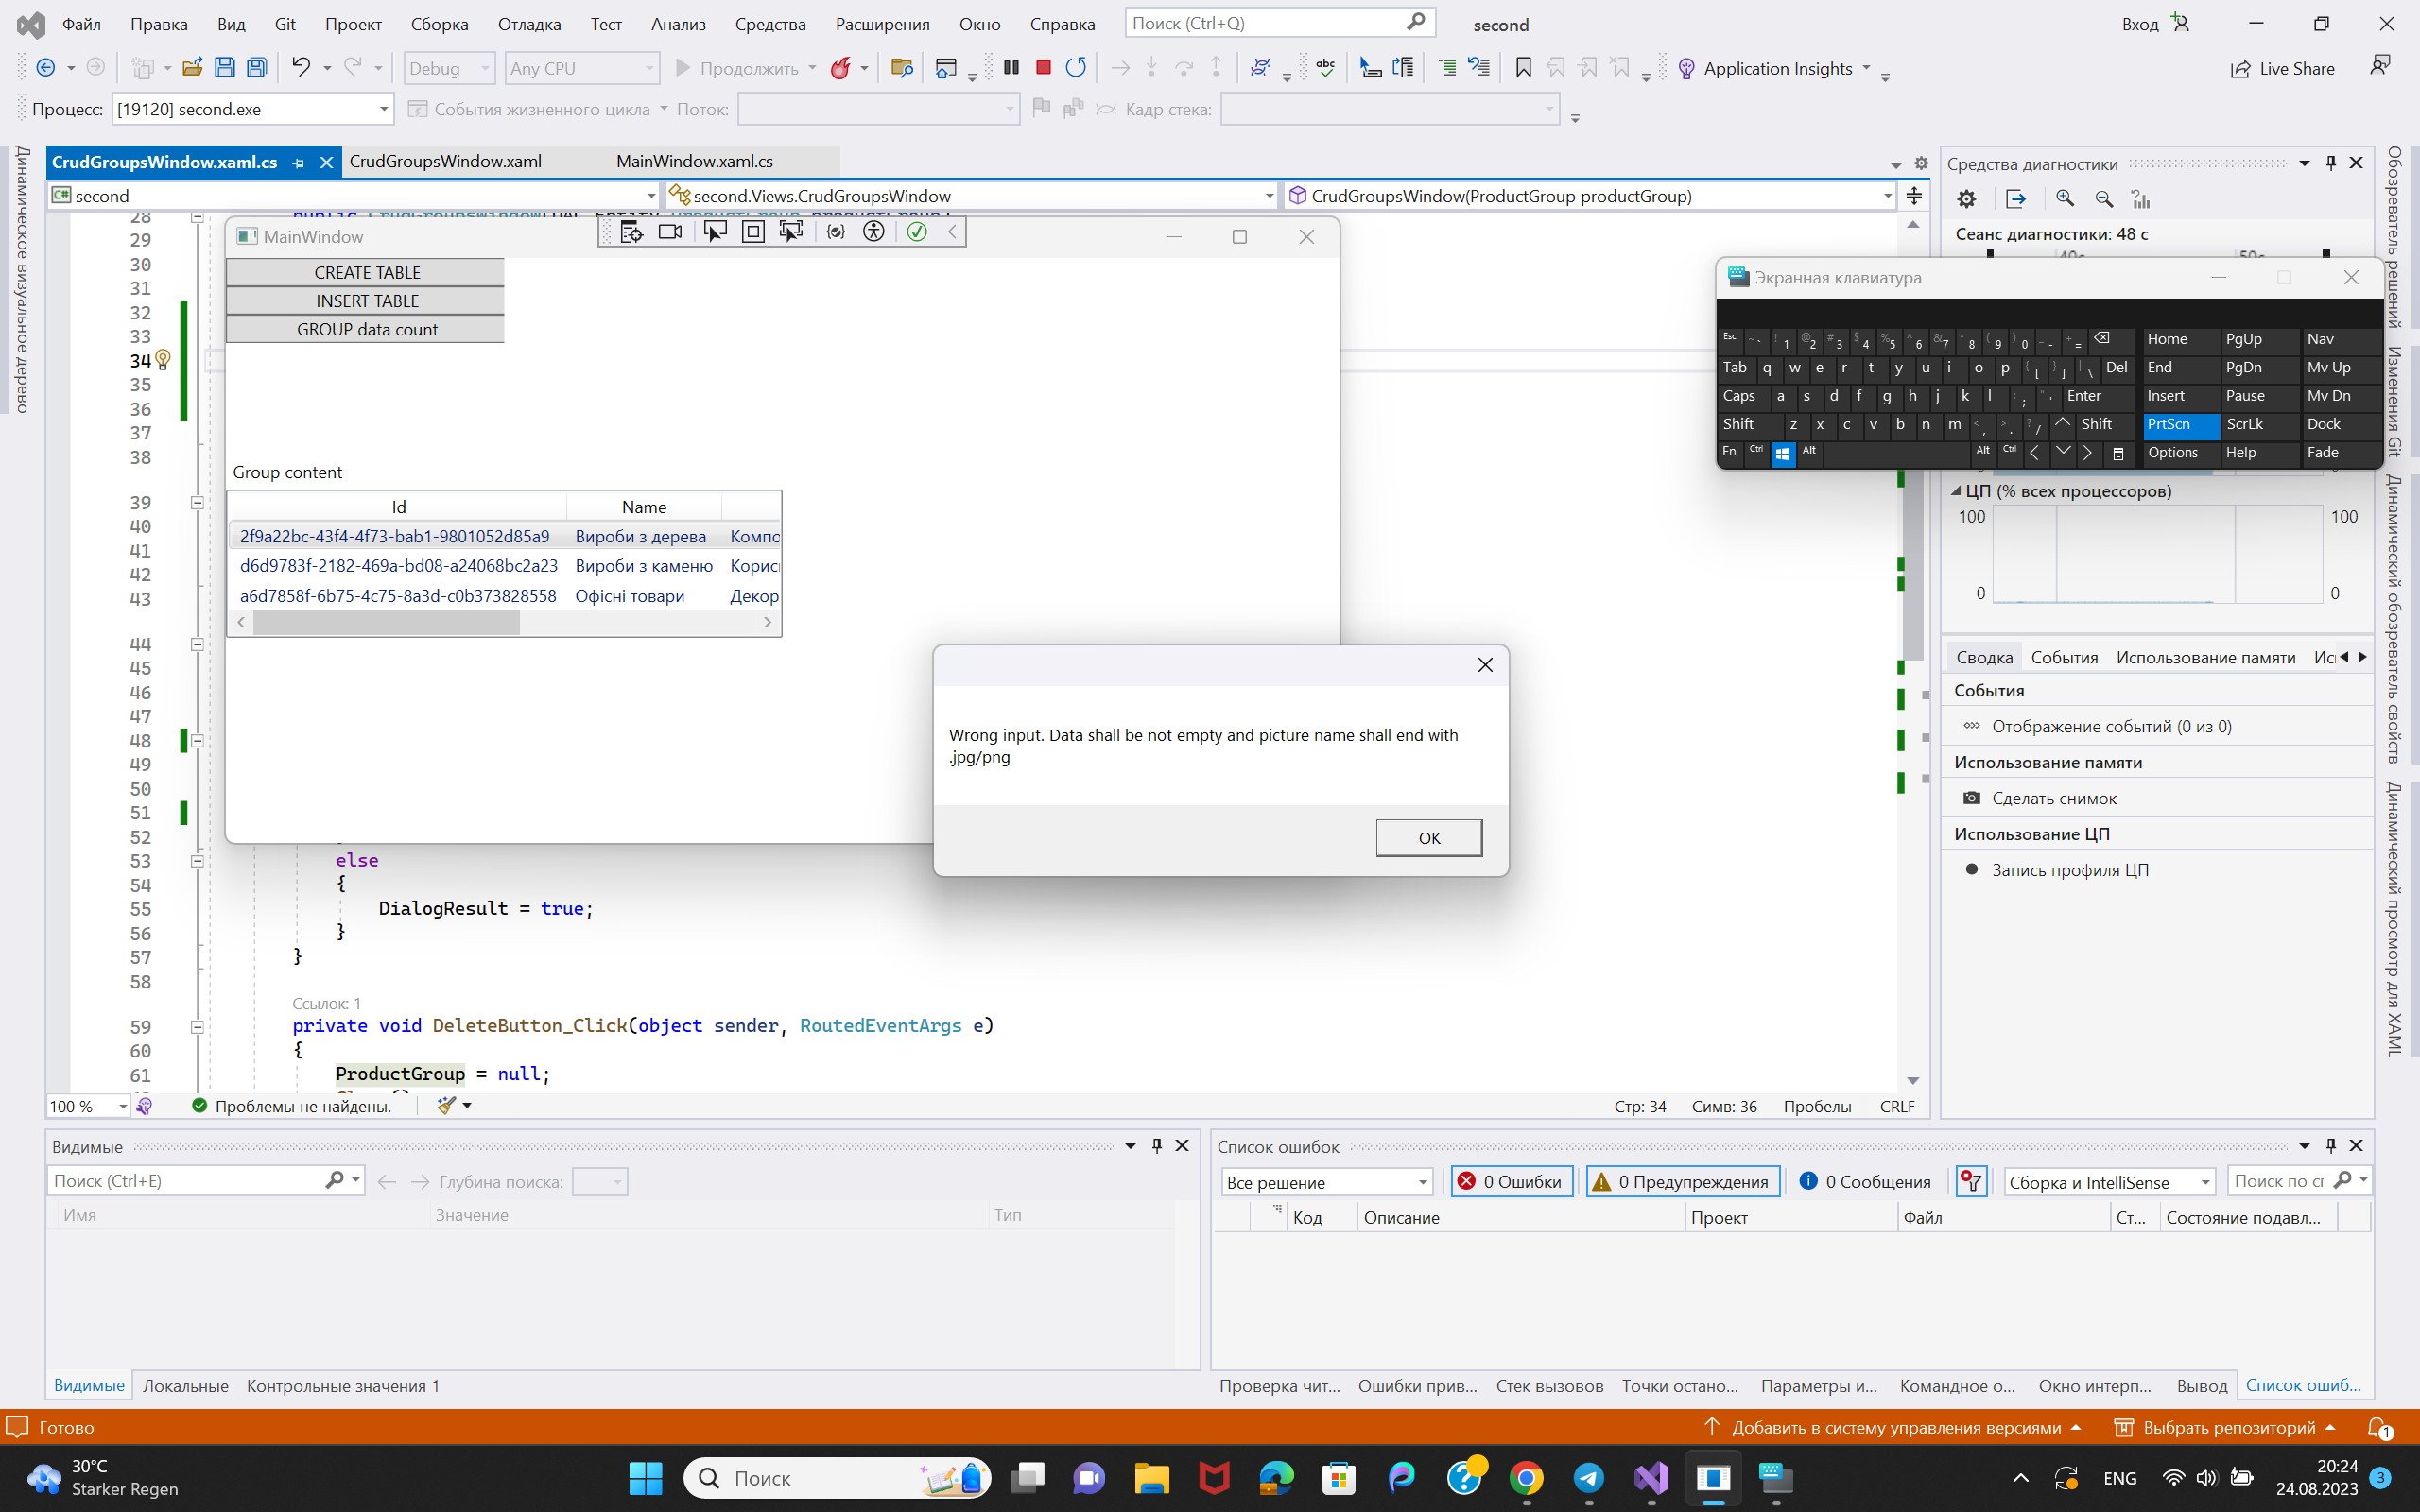 Файл Правка Вид Git Проект Сборка Отладка Тест Анализ Средства Расширения Окно Справка Поиск (Ctrl+Q) second Вход
Debug Any CPU Продолжить Application Insights Live Share
Процесс: [19120] second.exe События жизненного цикла Поток: Кадр стека:
Динамическое визуальное дерево
CrudGroupsWindow.xaml.cs CrudGroupsWindow.xaml MainWindow.xaml.cs
second second.Views.CrudGroupsWindow CrudGroupsWindow(ProductGroup productGroup)
28
29
30
31
32
33
34
35
36
37
38
39
40
41
42
43
44
45
46
47
48
49
50
51
52
53
54
55
56
57
58
59
60
61
MainWindow
CREATE TABLE
INSERT TABLE
GROUP data count
Group content
Id Name
2f9a22bc-43f4-4f73-bab1-9801052d85a9 Вироби з дерева Компо
d6d9783f-2182-469a-bd08-a24068bc2a23 Вироби з каменю Корис
a6d7858f-6b75-4c75-8a3d-c0b373828558 Офісні товари Декор
Wrong input. Data shall be not empty and picture name shall end with
.jpg/png
OK
else
{
DialogResult = true;
}
}
Ссылок: 1
private void DeleteButton_Click(object sender, RoutedEventArgs e)
{
ProductGroup = null;
100 % Проблемы не найдены. Стр: 34 Симв: 36 Пробелы CRLF
Средства диагностики
Сеанс диагностики: 48 с
Экранная клавиатура
Esc ~ ` ! 1 @ 2 # 3 $ 4 % 5 ^ 6 & 7 * 8 ( 9 ) 0 _ - + = Home PgUp Nav
Tab q w e r t y u i o p { [ } ] | \ Del End PgDn Mv Up
Caps a s d f g h j k l : ; " ' Enter Insert Pause Mv Dn
Shift z x c v b n m < , > . ? / Shift PrtScn ScrLk Dock
Fn Ctrl Alt Alt Ctrl Options Help Fade
ЦП (% всех процессоров)
100 100
0 0
Сводка События Использование памяти Ис
События
Отображение событий (0 из 0)
Использование памяти
Сделать снимок
Использование ЦП
Запись профиля ЦП
Обозреватель решений
Изменения Git
Динамический обозреватель свойств
Динамический просмотр для XAML
Видимые
Поиск (Ctrl+E) Глубина поиска:
Имя Значение Тип
Видимые Локальные Контрольные значения 1
Список ошибок
Все решение 0 Ошибки 0 Предупреждения 0 Сообщения Сборка и IntelliSense Поиск по сп
Код Описание Проект Файл Ст... Состояние подавл...
Проверка чит... Ошибки прив... Стек вызовов Точки остано... Параметры и... Командное о... Окно интерп... Вывод Список ошиб...
Готово Добавить в систему управления версиями Выбрать репозиторий 1
30°C
Starker Regen
Поиск
ENG
20:24
24.08.2023
3